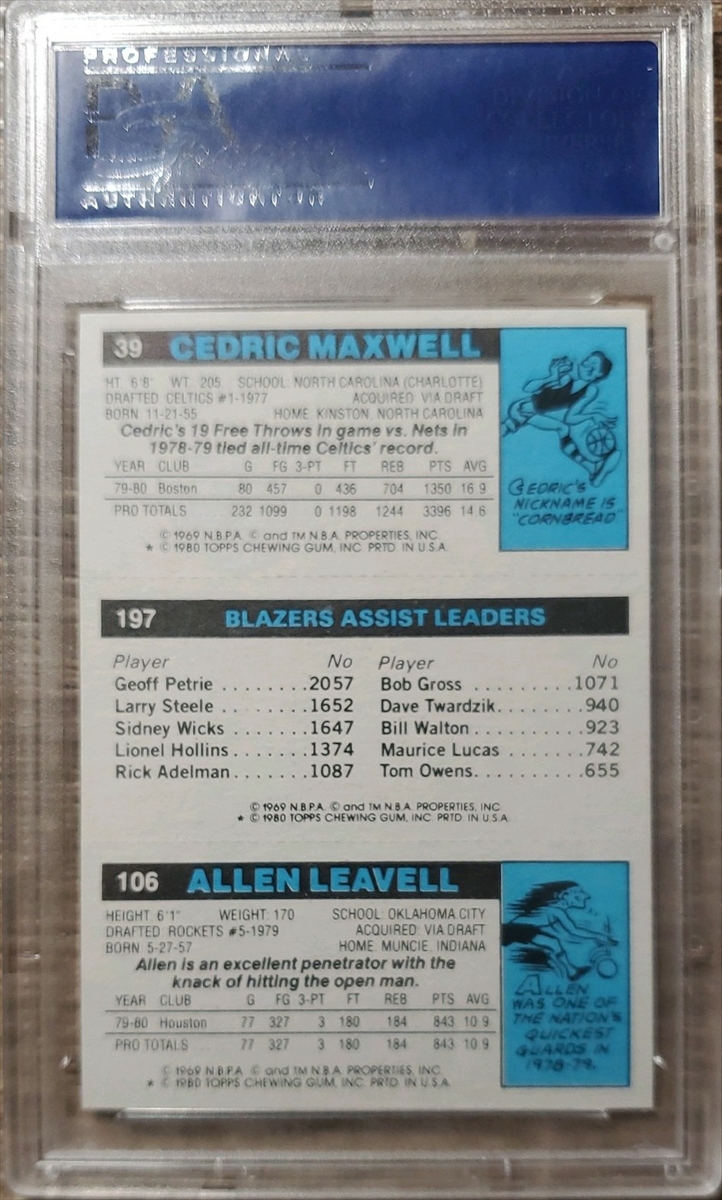 PROFESSIONAL
39 CEDRIC MAXWELL
HT. 6'8" WT. 205 SCHOOL: NORTH CAROLINA (CHARLOTTE)
DRAFTED: CELTICS #1-1977 ACQUIRED: VIA DRAFT
BORN 11-21-55 HOME: KINSTON, NORTH CAROLINA
Cedric's 19 Free Throws in game vs. Nets in
1978-79 tied all-time Celtics' record.
YEAR CLUB G FG 3-PT FT REB PTS AVG
79-80 Boston 80 457 0 436 704 1350 16.9
PRO TOTALS 232 1099 0 1198 1244 3396 14.6
© 1969 N.B.P.A. © and TM N.B.A. PROPERTIES, INC.
* © 1980 TOPPS CHEWING GUM, INC. PRTD. IN U.S.A.
CEDRIC'S
NICKNAME IS
"CORNBREAD"
197 BLAZERS ASSIST LEADERS
Player No Player No
Geoff Petrie ........2057 Bob Gross .........1071
Larry Steele ........1652 Dave Twardzik........940
Sidney Wicks ........1647 Bill Walton .........923
Lionel Hollins ......1374 Maurice Lucas .......742
Rick Adelman........1087 Tom Owens..........655
© 1969 N.B.P.A. © and TM N.B.A. PROPERTIES, INC.
* © 1980 TOPPS CHEWING GUM, INC. PRTD. IN U.S.A.
106 ALLEN LEAVELL
HEIGHT: 6'1" WEIGHT: 170 SCHOOL: OKLAHOMA CITY
DRAFTED: ROCKETS #5-1979 ACQUIRED: VIA DRAFT
BORN 5-27-57 HOME: MUNCIE, INDIANA
Allen is an excellent penetrator with the
knack of hitting the open man.
YEAR CLUB G FG 3-PT FT REB PTS AVG
79-80 Houston 77 327 3 180 184 843 10.9
PRO TOTALS 77 327 3 180 184 843 10.9
© 1969 N.B.P.A. © and TM N.B.A. PROPERTIES, INC.
* © 1980 TOPPS CHEWING GUM, INC. PRTD. IN U.S.A.
ALLEN
WAS ONE OF
THE NATION'S
QUICKEST
GUARDS IN
1978-79.